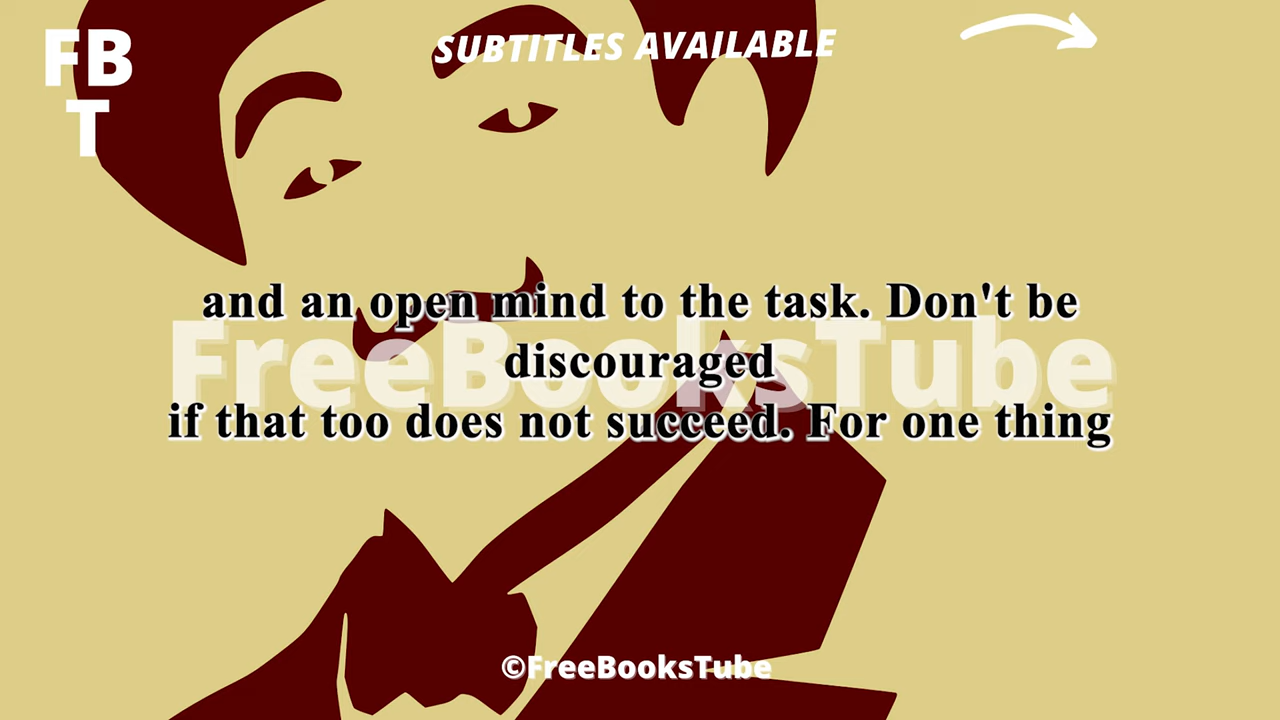 FB
T
SUBTITLES AVAILABLE
and an open mind to the task. Don't be
discouraged
if that too does not succeed. For one thing
FreeBooksTube
©FreeBooksTube